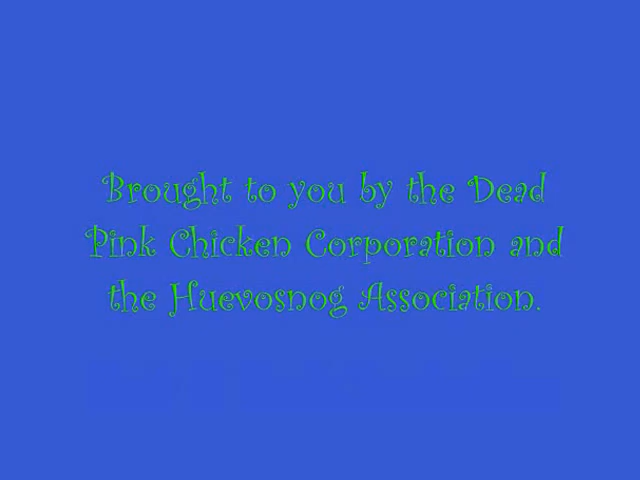 Brought to you by the Dead
Pink Chicken Corporation and
the Huevosnog Association.